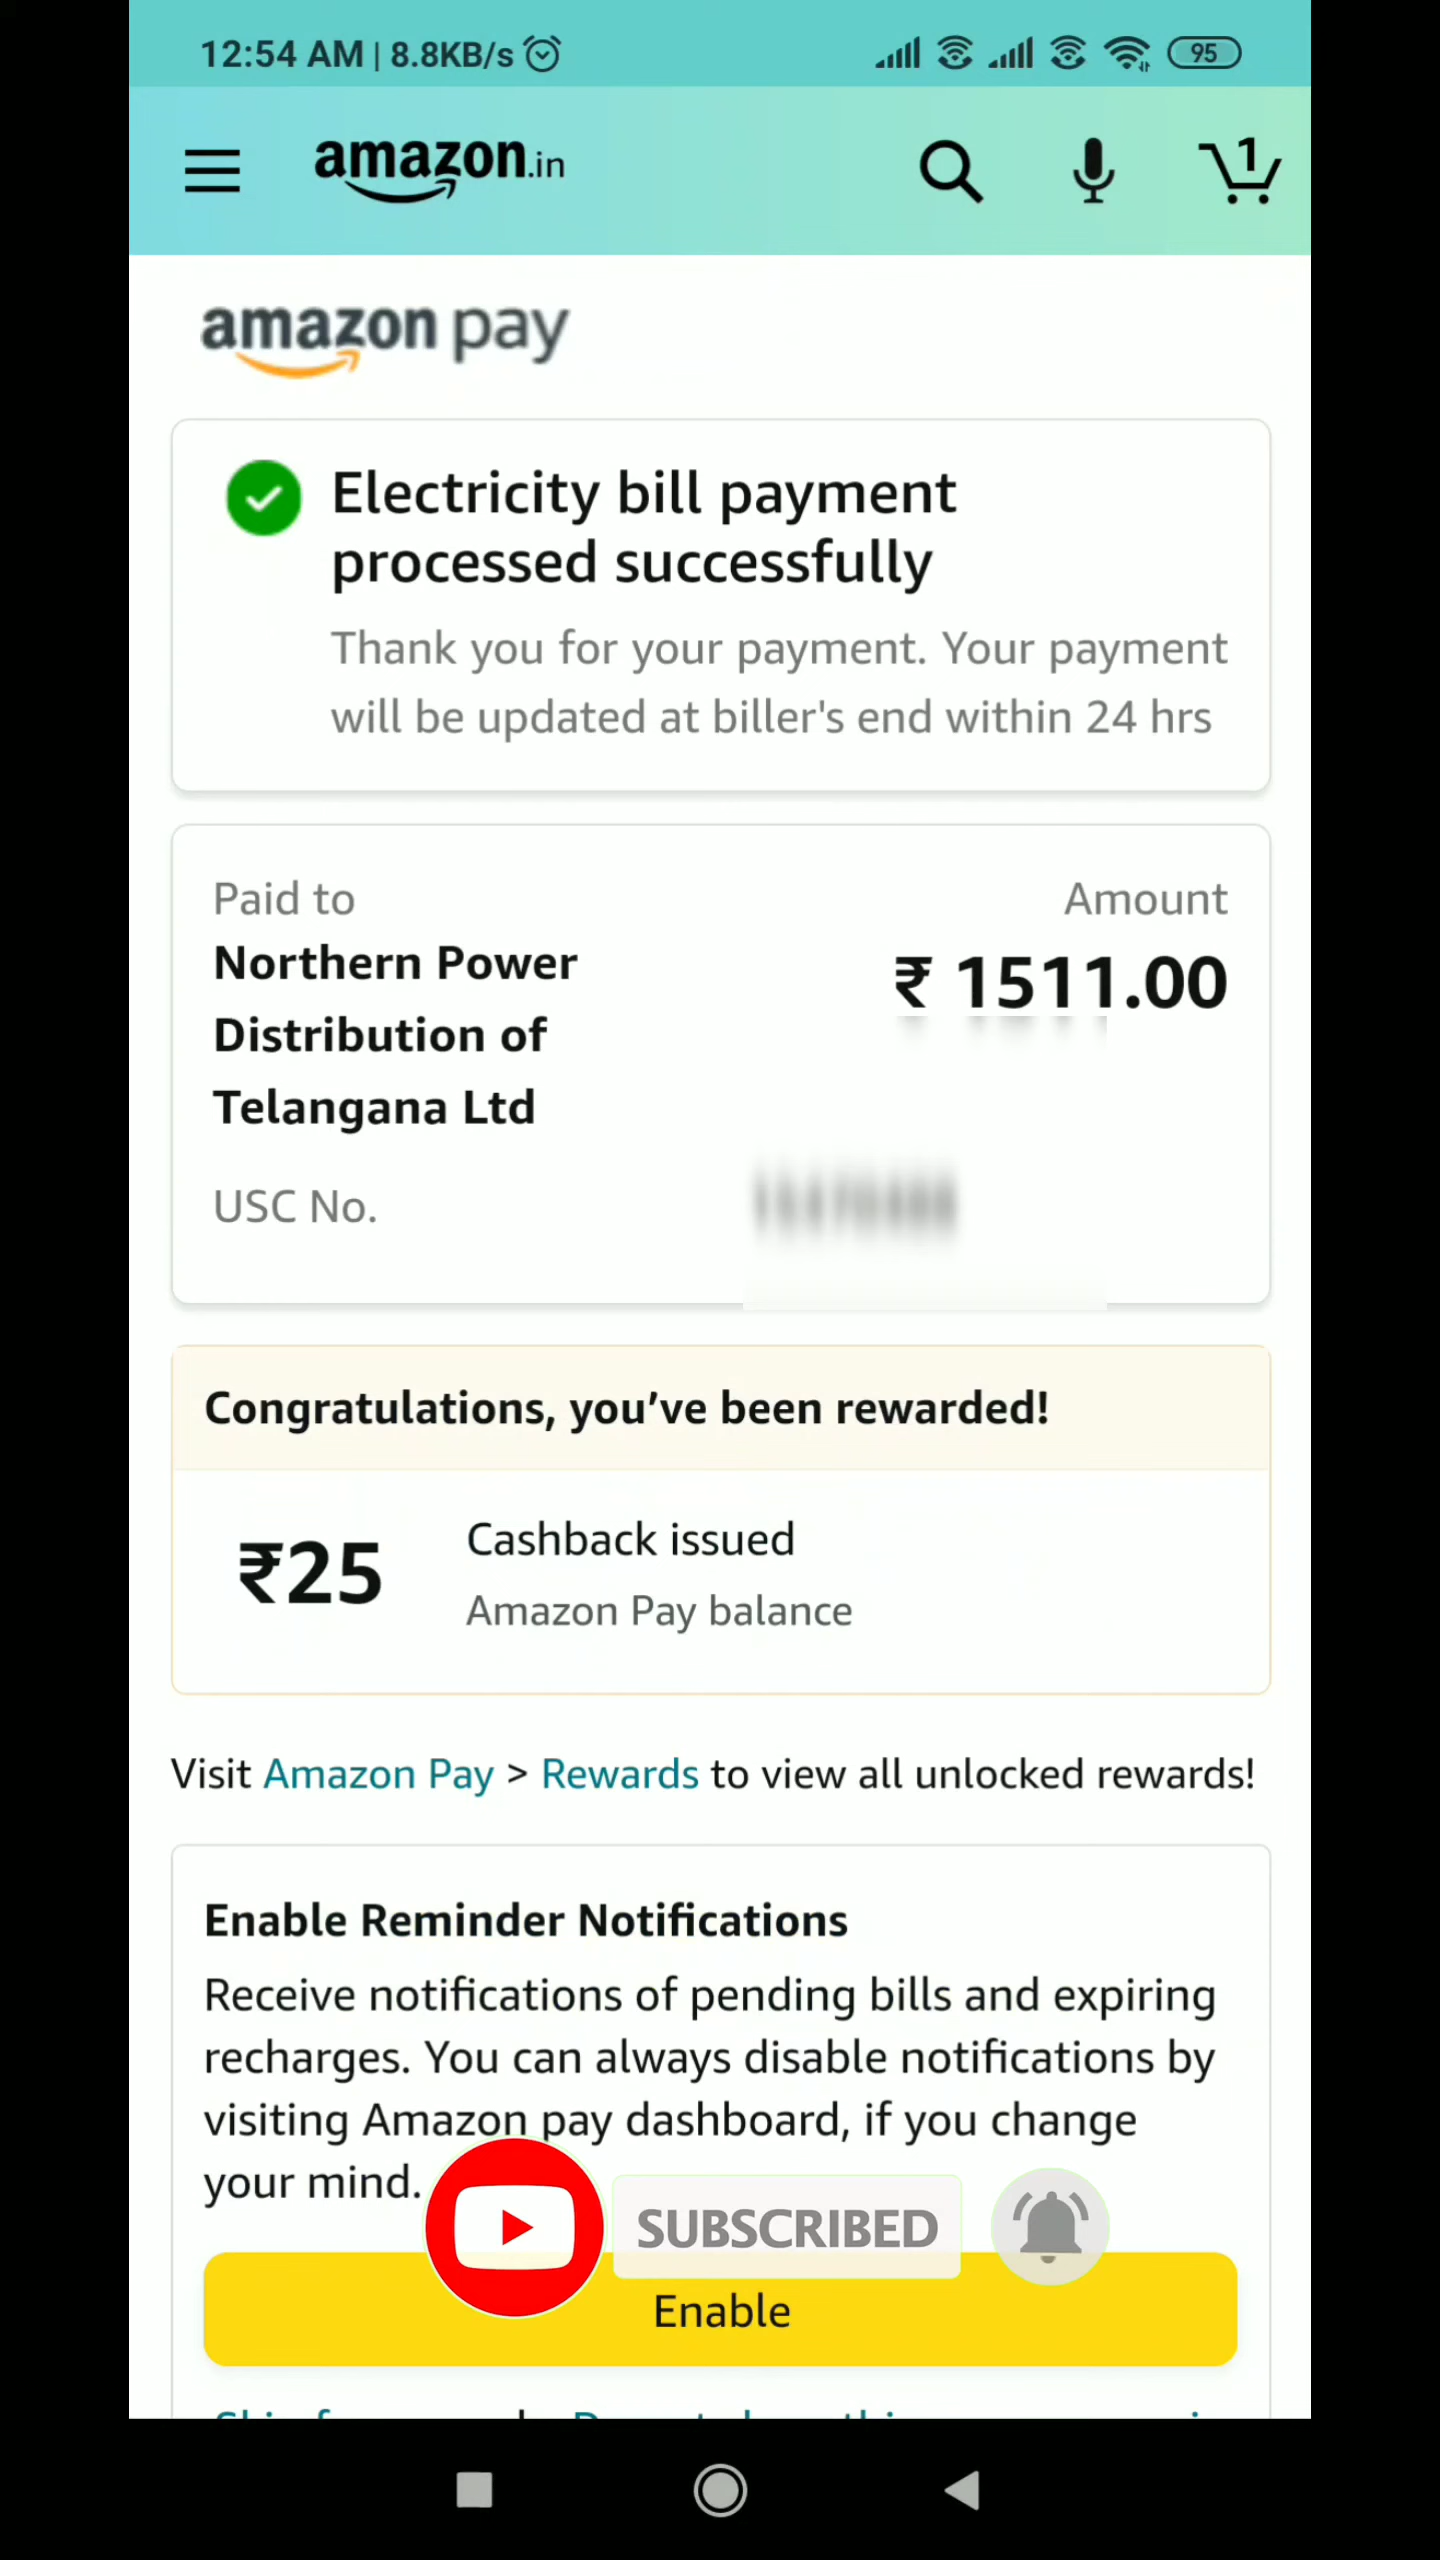 12:54 AM | 8.8KB/s
95
amazon.in
1
amazon pay
Electricity bill payment
processed successfully
Thank you for your payment. Your payment
will be updated at biller's end within 24 hrs
Paid to
Amount
Northern Power
Distribution of
Telangana Ltd
₹ 1511.00
USC No.
Congratulations, you’ve been rewarded!
₹25
Cashback issued
Amazon Pay balance
Visit Amazon Pay > Rewards to view all unlocked rewards!
Enable Reminder Notifications
Receive notifications of pending bills and expiring
recharges. You can always disable notifications by
visiting Amazon pay dashboard, if you change
your mind.
SUBSCRIBED
Enable